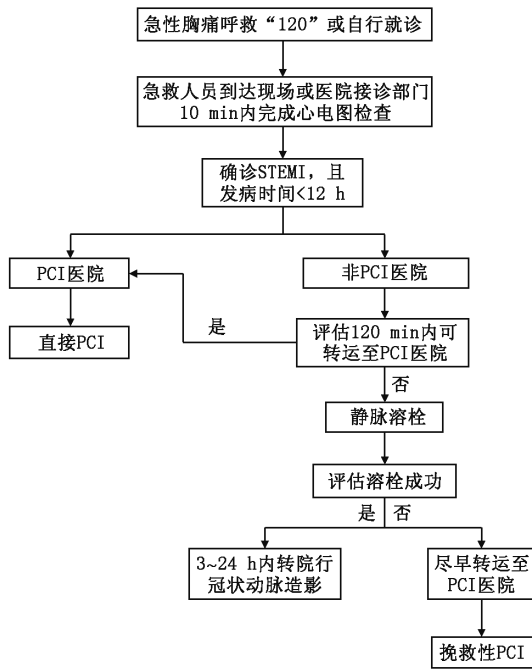 急性胸痛呼救“120”或自行就诊
急救人员到达现场或医院接诊部门
10 min内完成心电图检查
确诊STEMI，且
发病时间<12 h
PCI医院
非PCI医院
是
直接PCI
评估120 min内可
转运至PCI医院
否
静脉溶栓
评估溶栓成功
是
否
3~24 h内转院行
冠状动脉造影
尽早转运至
PCI医院
挽救性PCI